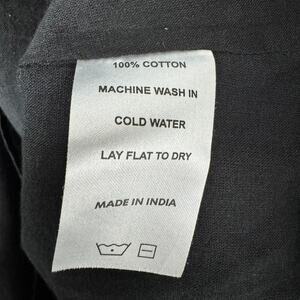 100% COTTON
MACHINE WASH IN
COLD WATER
LAY FLAT TO DRY
MADE IN INDIA